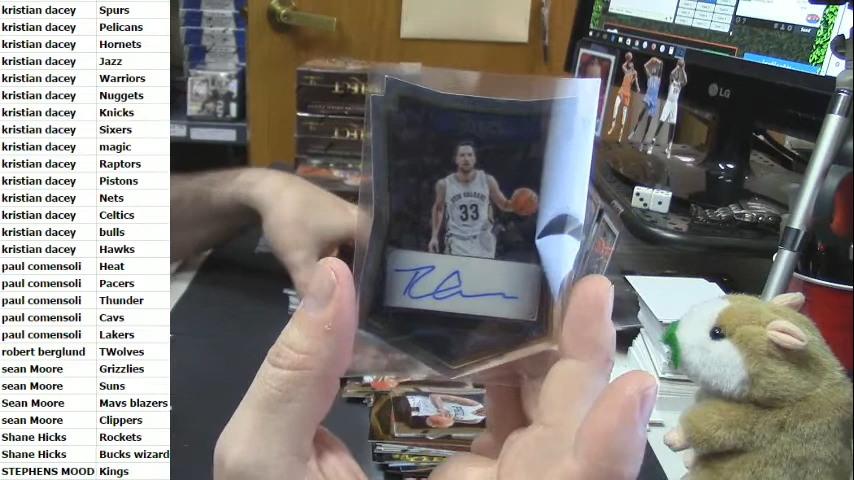 kristian dacey Spurs
kristian dacey Pelicans
kristian dacey Hornets
kristian dacey Jazz
kristian dacey Warriors
kristian dacey Nuggets
kristian dacey Knicks
kristian dacey Sixers
kristian dacey magic
kristian dacey Raptors
kristian dacey Pistons
kristian dacey Nets
kristian dacey Celtics
kristian dacey bulls
kristian dacey Hawks
paul comensoli Heat
paul comensoli Pacers
paul comensoli Thunder
paul comensoli Cavs
paul comensoli Lakers
robert berglund TWolves
sean Moore Grizzlies
sean Moore Suns
Sean Moore Mavs blazers
sean Moore Clippers
Shane Hicks Rockets
Shane Hicks Bucks wizard
STEPHENS MOOD Kings
LG
NEW ORLEANS
33